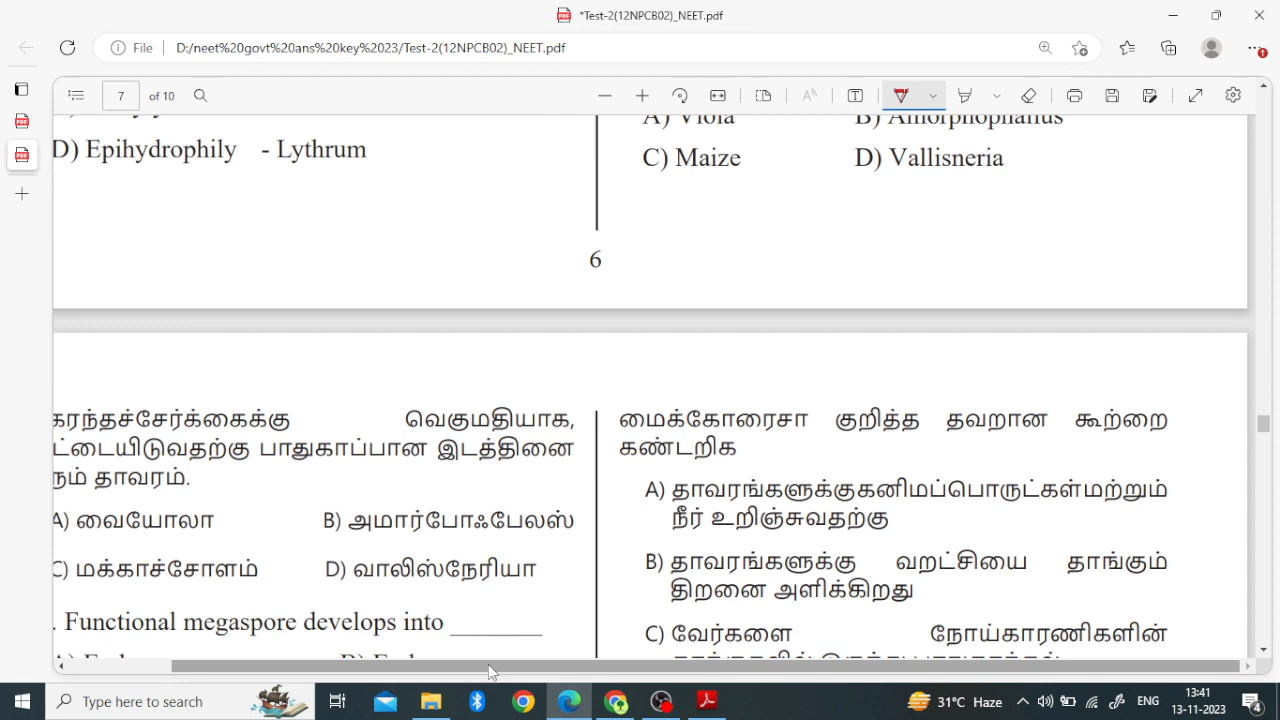 *Test-2(12NPCB02)_NEET.pdf
File
D:/neet%20govt%20ans%20key%2023/Test-2(12NPCB02)_NEET.pdf
7 of 10
D) Epihydrophily - Lythrum
A) Viola B) Amorphophallus
C) Maize D) Vallisneria
6
கரந்தச்சேர்க்கைக்கு வெகுமதியாக,
ட்டையிடுவதற்கு பாதுகாப்பான இடத்தினை
நம் தாவரம்.
A) வையோலா B) அமார்போஃபேலஸ்
C) மக்காச்சோளம் D) வாலிஸ்நேரியா
. Functional megaspore develops into ________
மைக்கோரைசா குறித்த தவறான கூற்றை
கண்டறிக
A) தாவரங்களுக்குகனிமப்பொருட்கள்மற்றும்
நீர் உறிஞ்சுவதற்கு
B) தாவரங்களுக்கு வறட்சியை தாங்கும்
திறனை அளிக்கிறது
C) வேர்களை நோய்காரணிகளின்
Type here to search
31°C Haze
ENG
13:41
13-11-2023
4